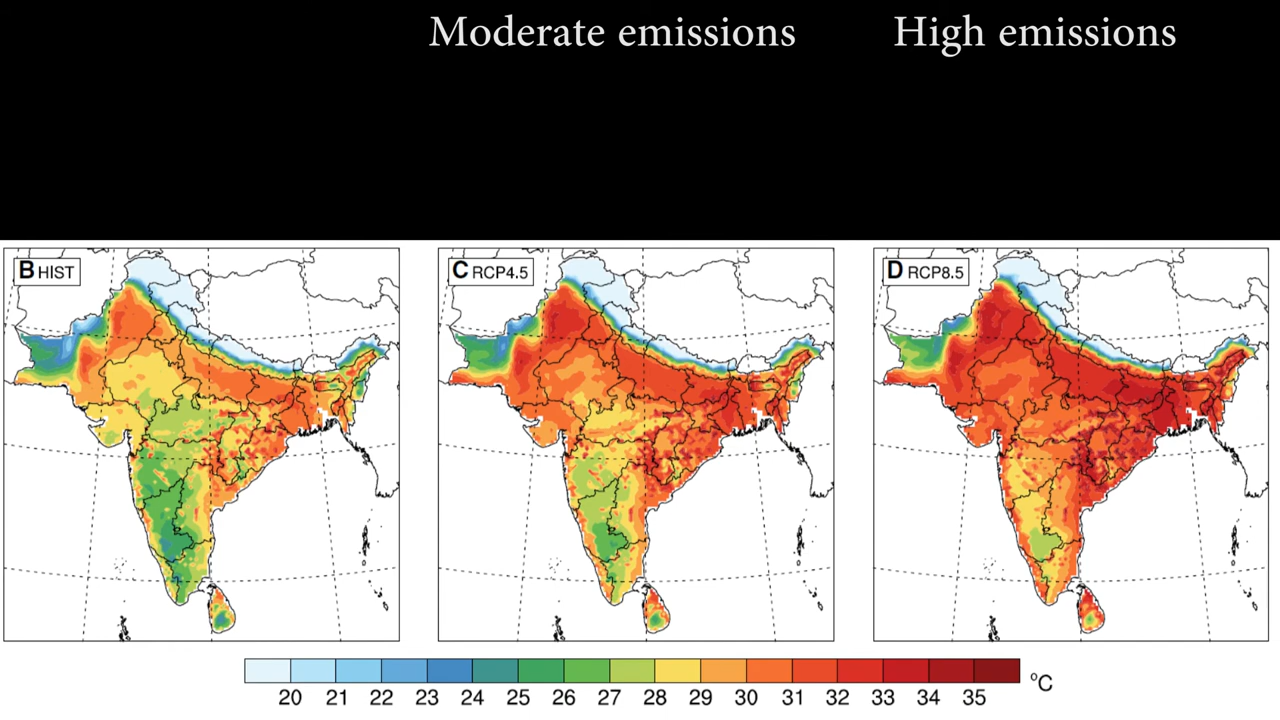 Moderate emissions
High emissions
B HIST
C RCP4.5
D RCP8.5
20 21 22 23 24 25 26 27 28 29 30 31 32 33 34 35 °C